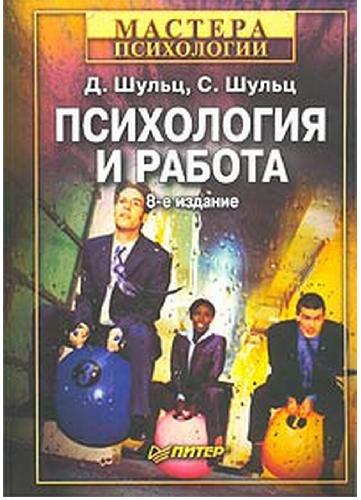 МАСТЕРА
ПСИХОЛОГИИ
Д. Шульц, С. Шульц
ПСИХОЛОГИЯ
И РАБОТА
8-е издание
ПИТЕР